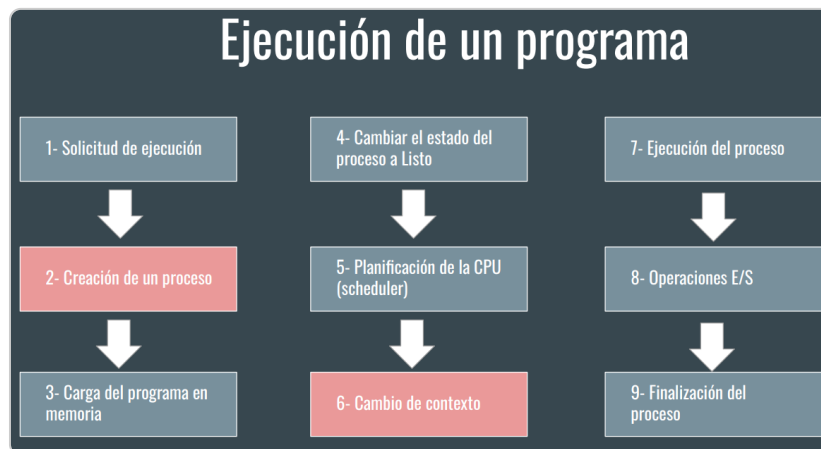 Ejecución de un programa
1- Solicitud de ejecución
2- Creación de un proceso
3- Carga del programa en
memoria
4- Cambiar el estado del
proceso a Listo
5- Planificación de la CPU
(scheduler)
6- Cambio de contexto
7- Ejecución del proceso
8- Operaciones E/S
9- Finalización del
proceso